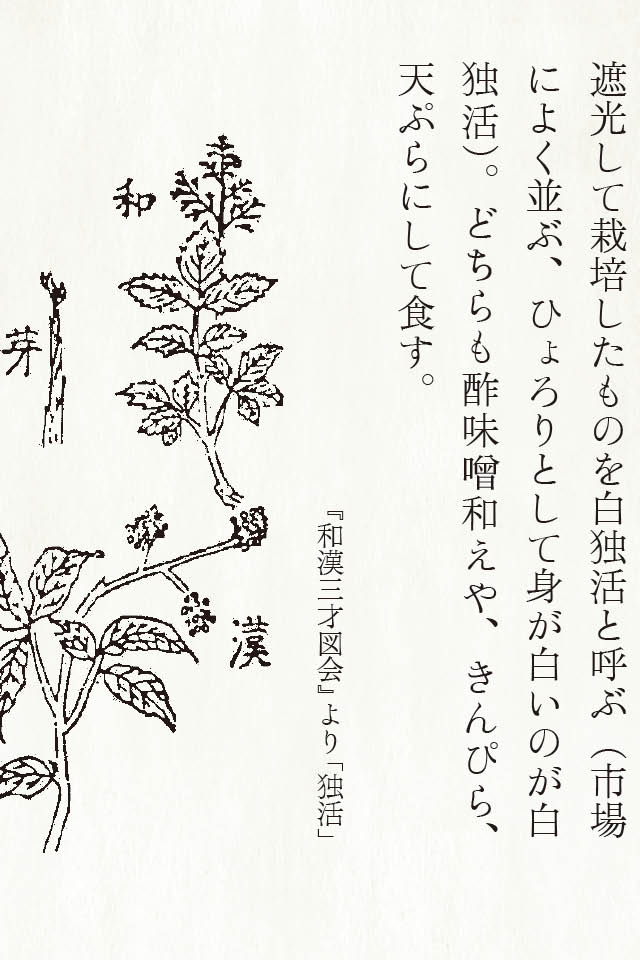 遮光して栽培したものを白独活と呼ぶ（市場
によく並ぶ、ひょろりとして身が白いのが白
独活）。どちらも酢味噌和えや、きんぴら、
天ぷらにして食す。
『和漢三才図会』より「独活」
和
芽
漢